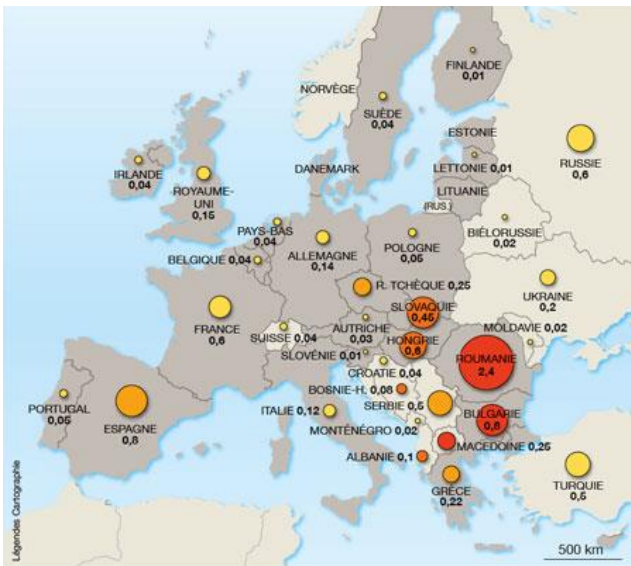 FINLANDE
0,01
NORVÈGE
SUÈDE
0,04
ESTONIE
RUSSIE
0,6
LETTONIE 0,01
IRLANDE
0,04
DANEMARK
LITUANIE
ROYAUME-
UNI
0,15
(RUS.)
BIÉLORUSSIE
0,02
PAYS-BAS
0,04
ALLEMAGNE
0,14
POLOGNE
0,05
BELGIQUE 0,04
R. TCHÈQUE 0,25
UKRAINE
0,2
SLOVAQUIE
0,45
FRANCE
0,6
MOLDAVIE 0,02
AUTRICHE
0,03
SUISSE 0,04
HONGRIE
0,6
SLOVÉNIE 0,01
ROUMANIE
2,4
CROATIE 0,04
BOSNIE-H. 0,08
PORTUGAL
0,05
ESPAGNE
0,8
ITALIE 0,12
SERBIE 0,5
BULGARIE
0,8
MONTÉNÉGRO 0,02
MACÉDOINE 0,25
ALBANIE 0,1
GRÈCE
0,22
TURQUIE
0,5
500 km
Légendes Cartographie